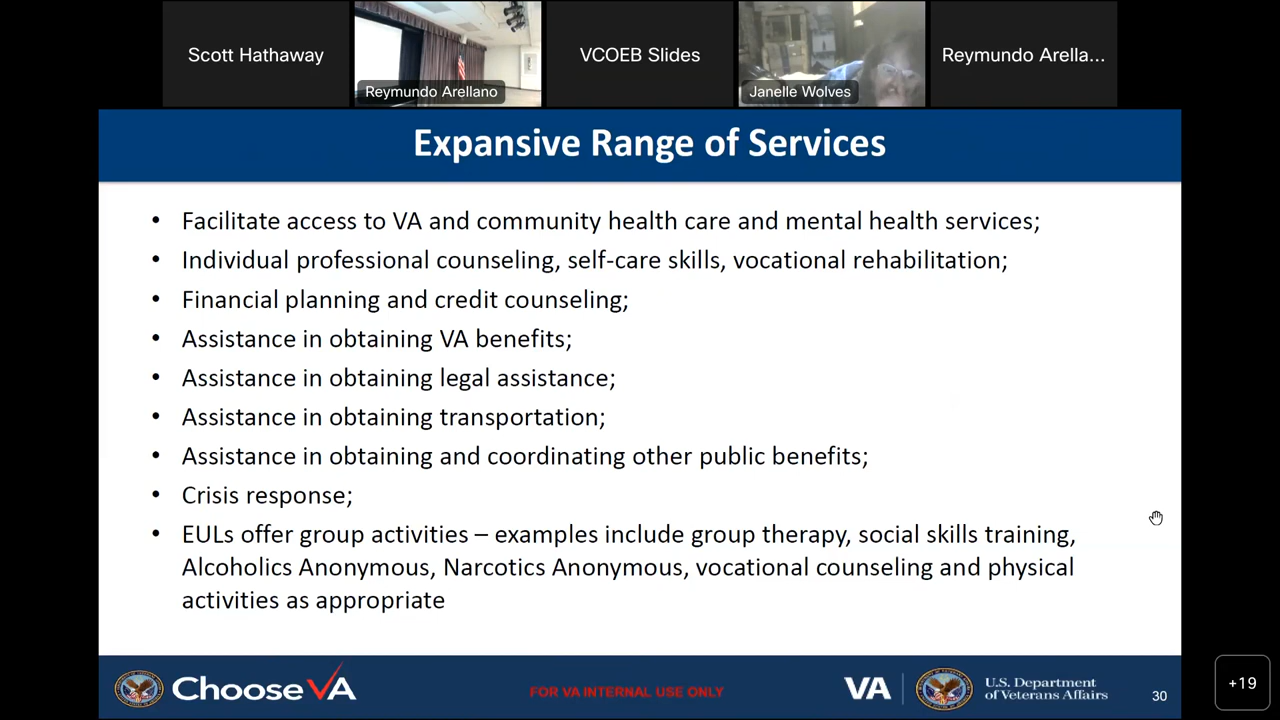 Scott Hathaway
Reymundo Arellano
VCOEB Slides
Janelle Wolves
Reymundo Arella...
Expansive Range of Services
• Facilitate access to VA and community health care and mental health services;
• Individual professional counseling, self-care skills, vocational rehabilitation;
• Financial planning and credit counseling;
• Assistance in obtaining VA benefits;
• Assistance in obtaining legal assistance;
• Assistance in obtaining transportation;
• Assistance in obtaining and coordinating other public benefits;
• Crisis response;
• EULs offer group activities – examples include group therapy, social skills training,
Alcoholics Anonymous, Narcotics Anonymous, vocational counseling and physical
activities as appropriate
ChooseVA
FOR VA INTERNAL USE ONLY
VA
U.S. Department
of Veterans Affairs
30
+19